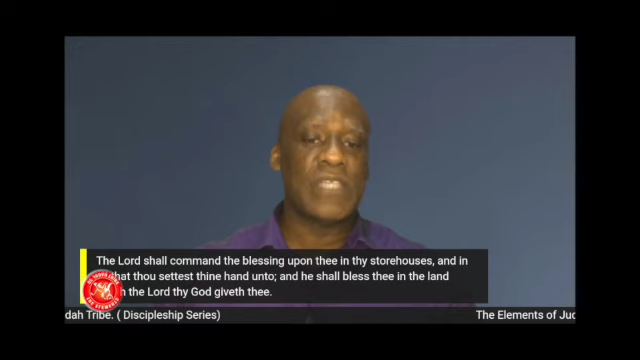 The Lord shall command the blessing upon thee in thy storehouses, and in
that thou settest thine hand unto; and he shall bless thee in the land
the Lord thy God giveth thee.
dah Tribe. ( Discipleship Series)
The Elements of Jud